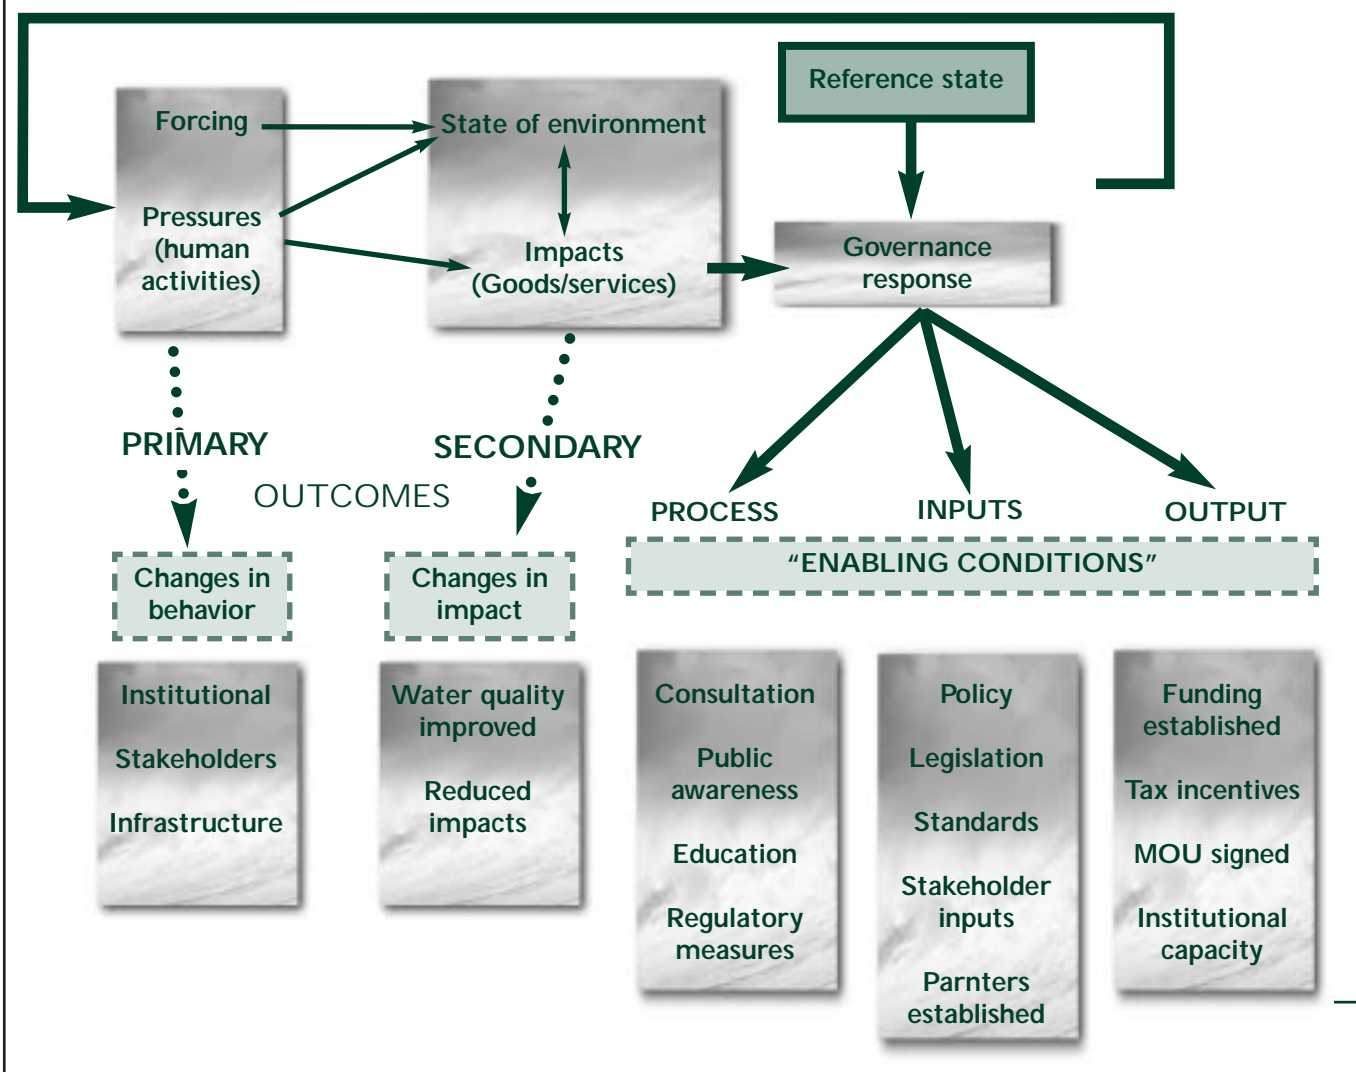 Reference state
Forcing
State of environment
Pressures
(human
activities)
Impacts
(Goods/services)
Governance
response
PRIMARY
SECONDARY
OUTCOMES
PROCESS
INPUTS
OUTPUT
"ENABLING CONDITIONS"
Changes in
behavior
Changes in
impact
Institutional
Stakeholders
Infrastructure
Water quality
improved
Reduced
impacts
Consultation
Public
awareness
Education
Regulatory
measures
Policy
Legislation
Standards
Stakeholder
inputs
Parnters
established
Funding
established
Tax incentives
MOU signed
Institutional
capacity